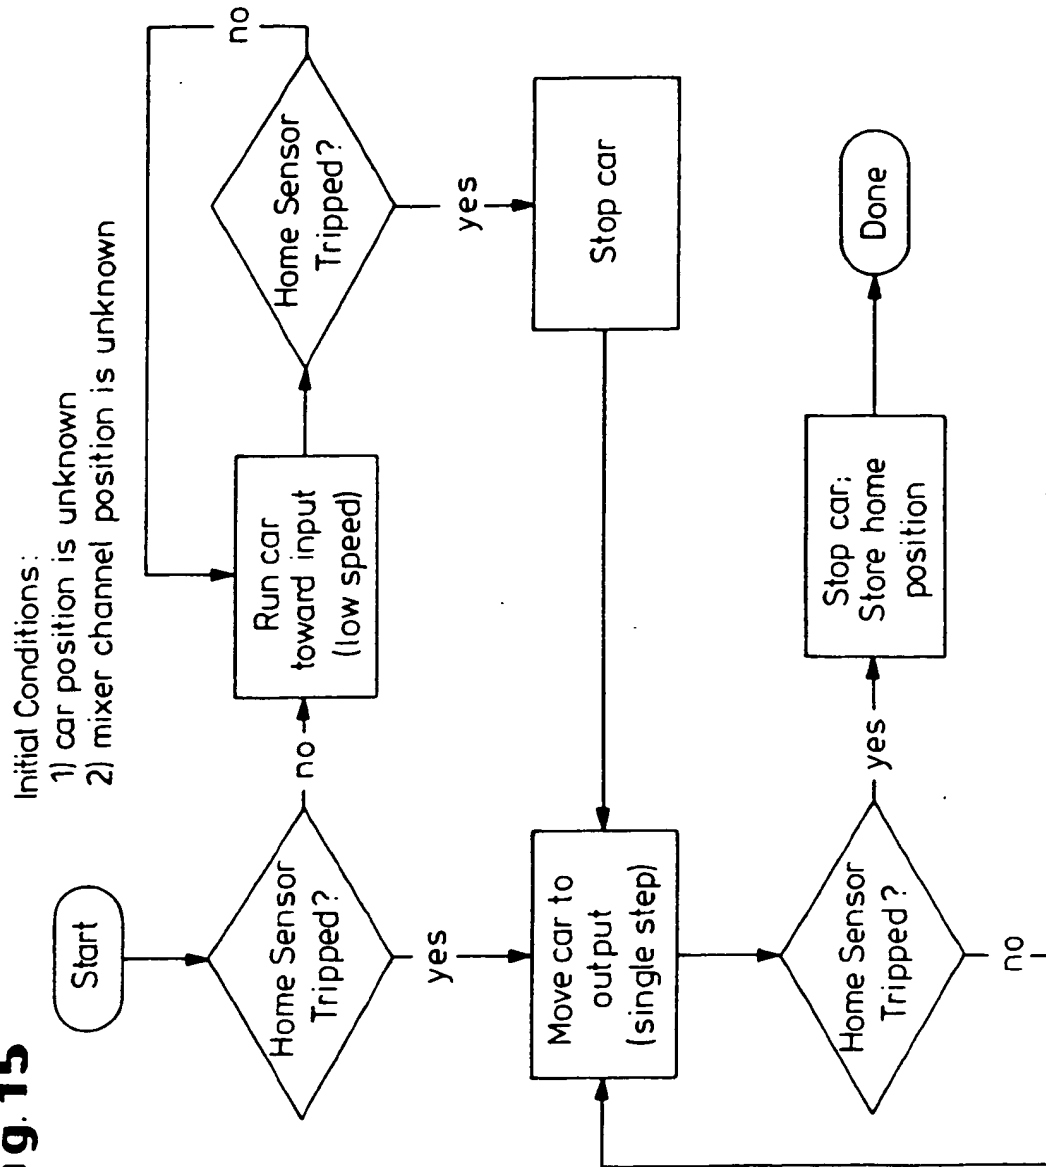 ig. 15
Initial Conditions:
1) car position is unknown
2) mixer channel position is unknown
Start
Home Sensor
Tripped?
no
Run car
toward input
(low speed)
Home Sensor
Tripped?
no
yes
yes
Move car to
output
(single step)
Stop car
Home Sensor
Tripped?
yes
Stop car;
Store home
position
Done
no